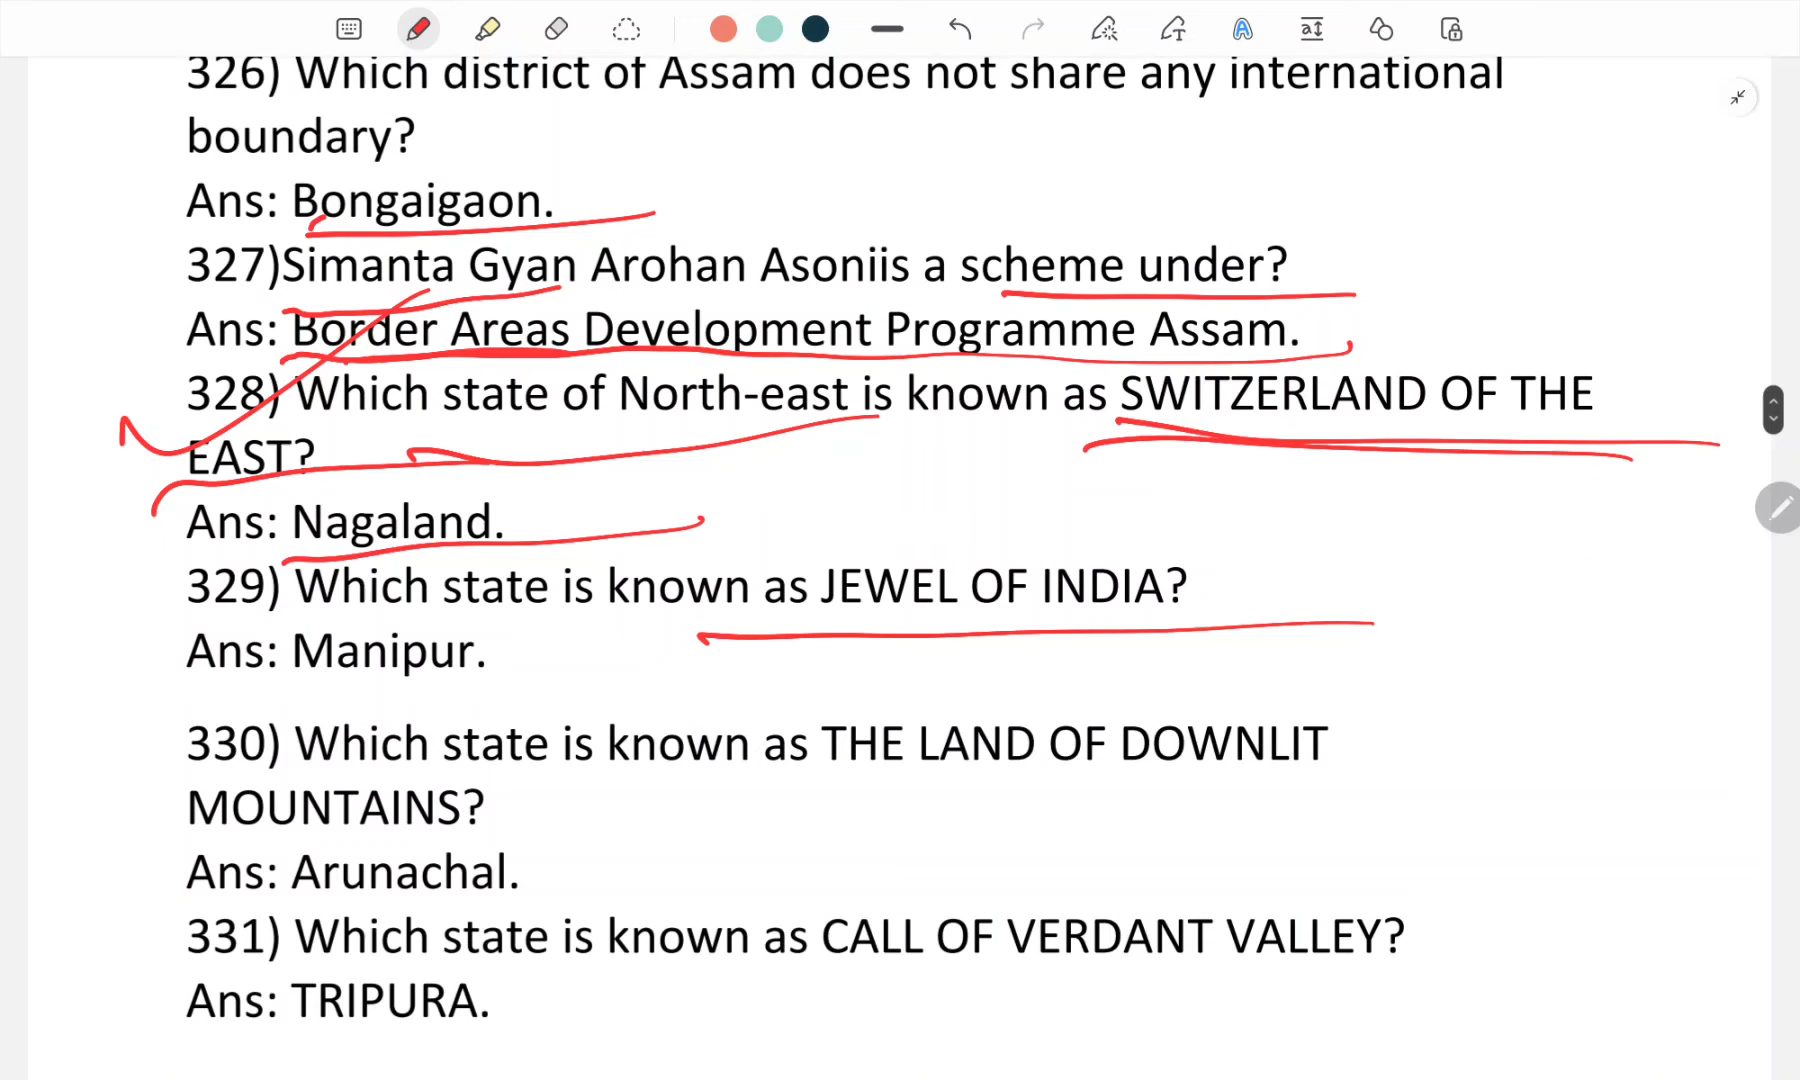 326) Which district of Assam does not share any international
boundary?
Ans: Bongaigaon.
327)Simanta Gyan Arohan Asoniis a scheme under?
Ans: Border Areas Development Programme Assam.
328) Which state of North-east is known as SWITZERLAND OF THE
EAST?
Ans: Nagaland.
329) Which state is known as JEWEL OF INDIA?
Ans: Manipur.
330) Which state is known as THE LAND OF DOWNLIT
MOUNTAINS?
Ans: Arunachal.
331) Which state is known as CALL OF VERDANT VALLEY?
Ans: TRIPURA.